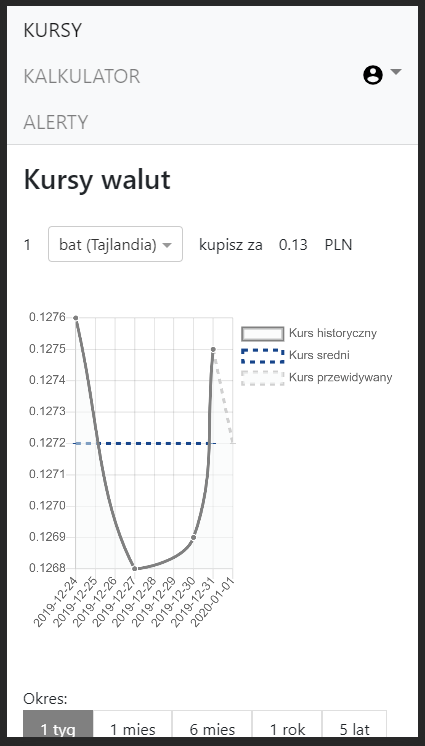 KURSY
KALKULATOR
ALERTY
Kursy walut
1 bat (Tajlandia) kupisz za 0.13 PLN
0.1276
0.1275
0.1274
0.1273
0.1272
0.1271
0.1270
0.1269
0.1268
Kurs historyczny
Kurs sredni
Kurs przewidywany
2019-12-24
2019-12-25
2019-12-26
2019-12-27
2019-12-28
2019-12-29
2019-12-30
2019-12-31
2020-01-01
Okres:
1 tyg 1 mies 6 mies 1 rok 5 lat